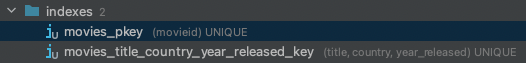 indexes 2
movies_pkey (movieid) UNIQUE
movies_title_country_year_released_key (title, country, year_released) UNIQUE